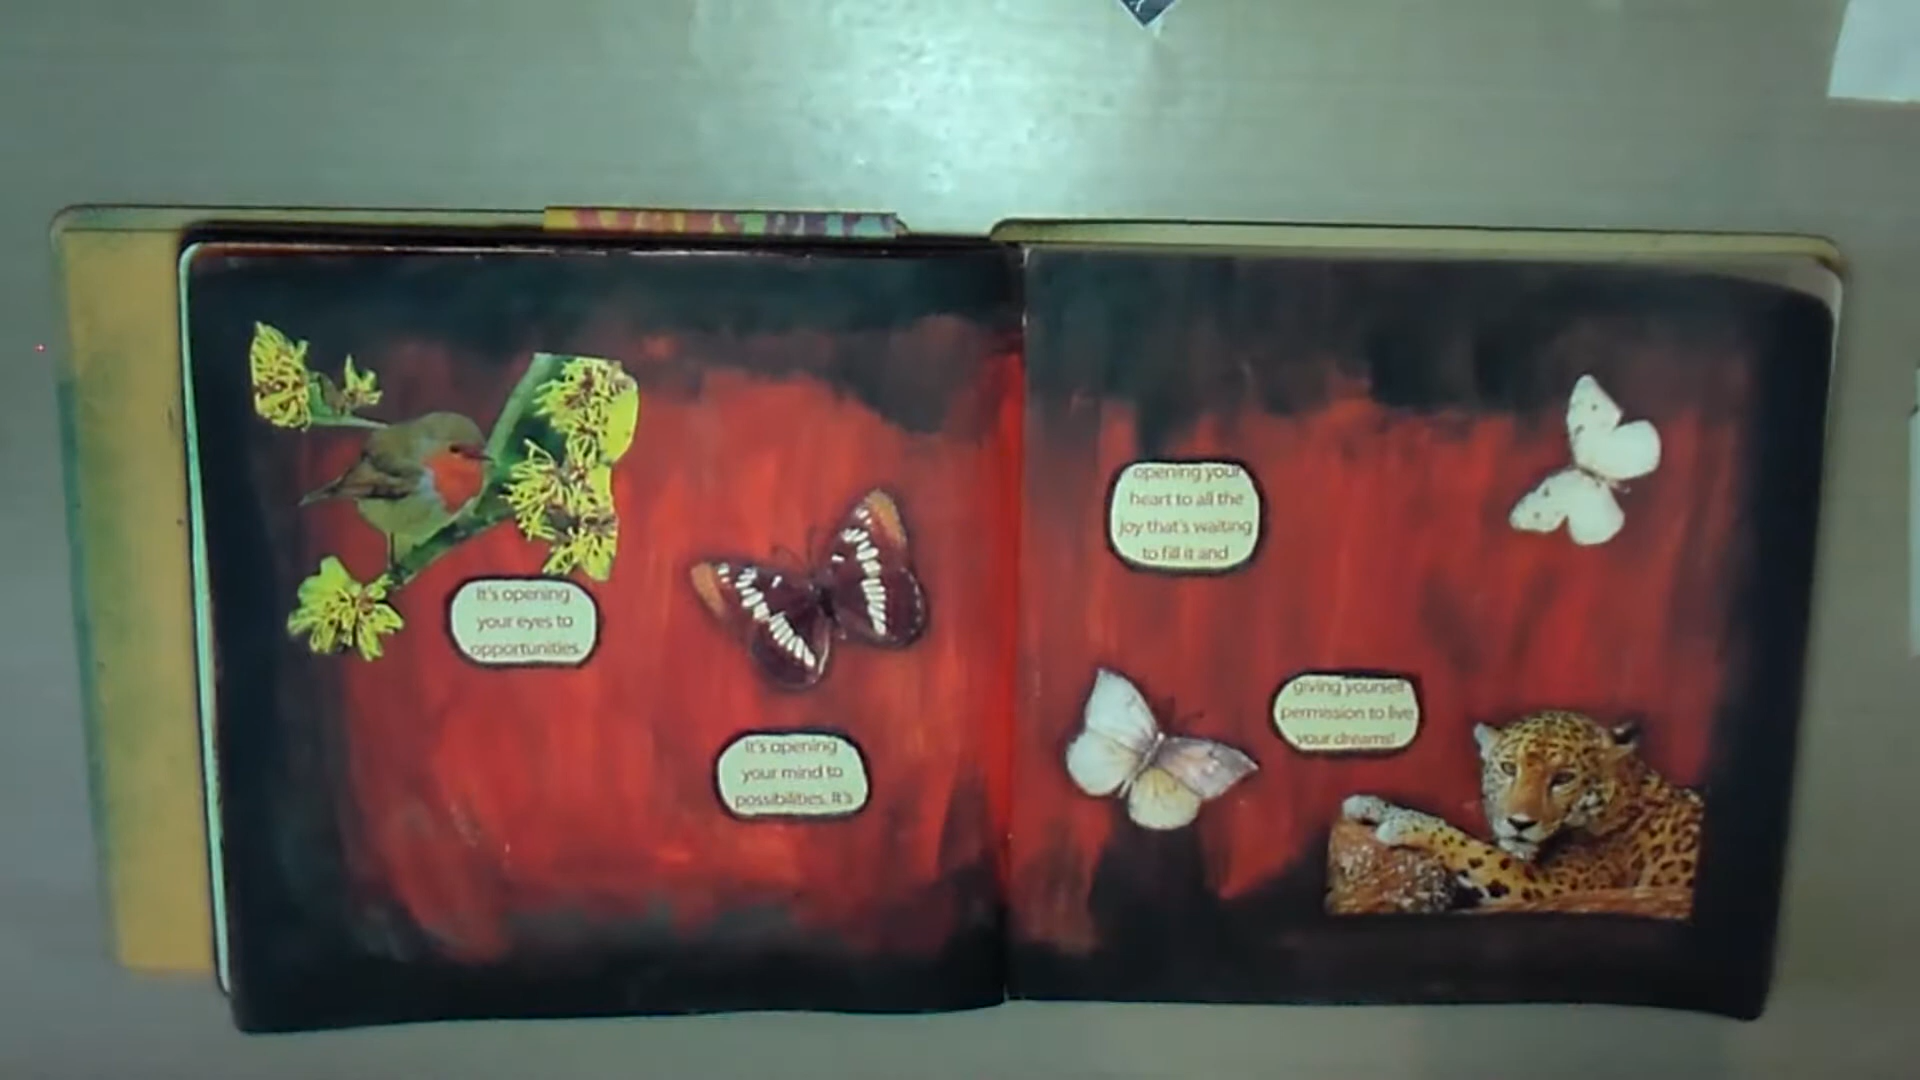 It's opening
your eyes to
opportunities.
It's opening
your mind to
possibilities. It's
opening your
heart to all the
joy that's waiting
to fill it and
giving yourself
permission to live
your dreams!